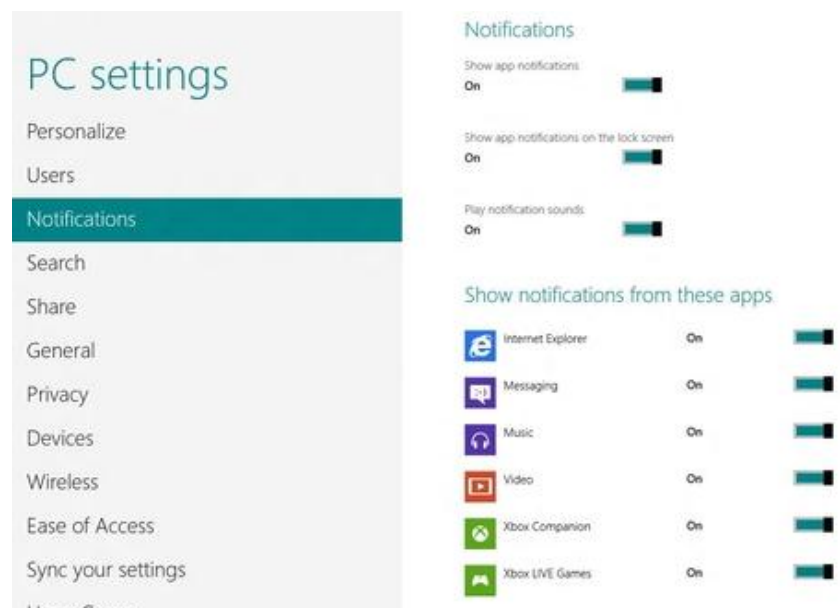 PC settings
Personalize
Users
Notifications
Search
Share
General
Privacy
Devices
Wireless
Ease of Access
Sync your settings
Notifications
Show app notifications
On
Show app notifications on the lock screen
On
Play notification sounds
On
Show notifications from these apps
Internet Explorer On
Messaging On
Music On
Video On
Xbox Companion On
Xbox LIVE Games On